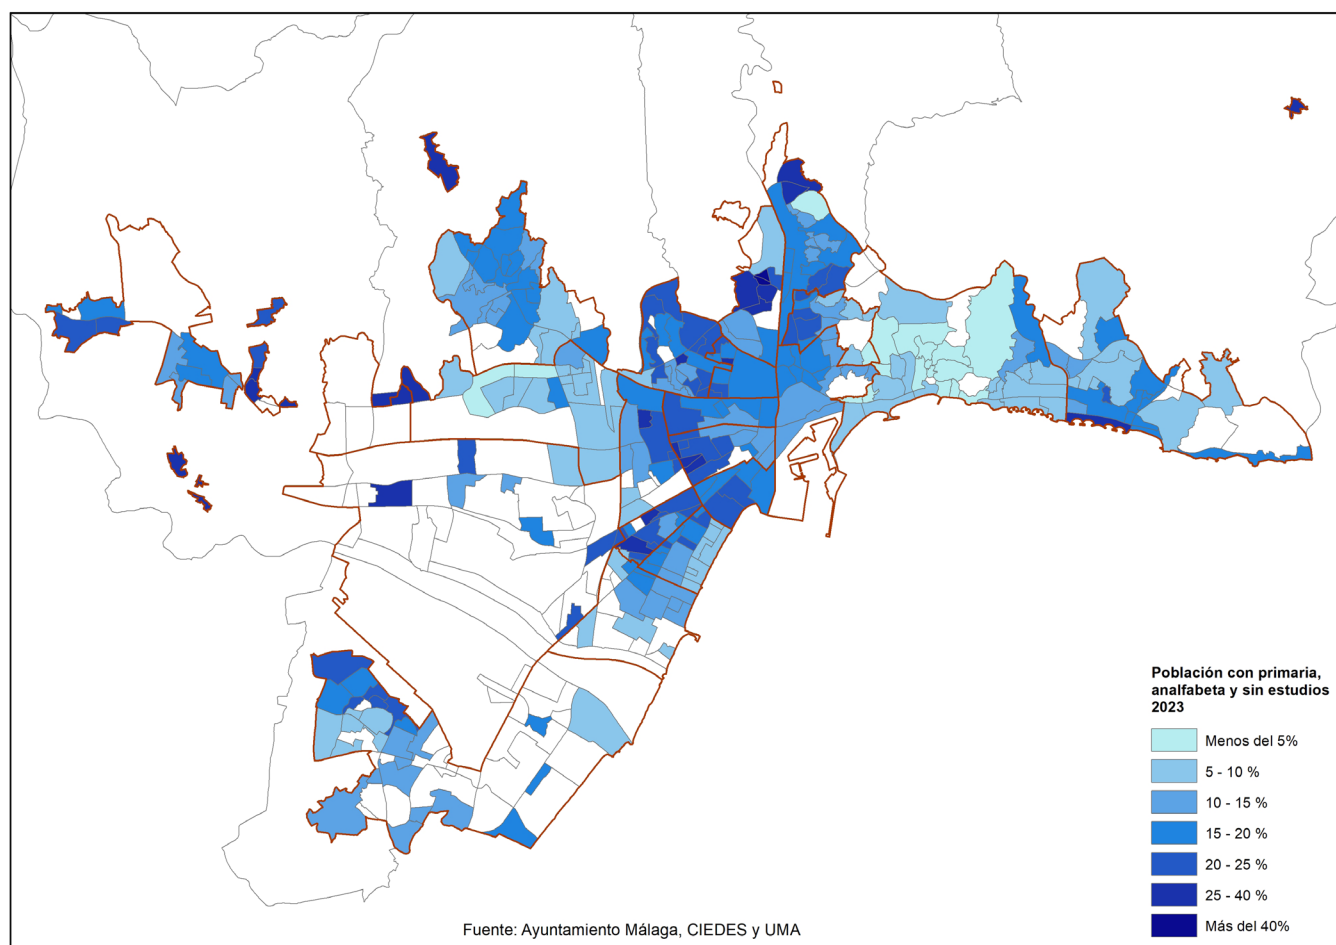 Población con primaria,
analfabeta y sin estudios
2023
Menos del 5%
5 - 10 %
10 - 15 %
15 - 20 %
20 - 25 %
25 - 40 %
Más del 40%
Fuente: Ayuntamiento Málaga, CIEDES y UMA